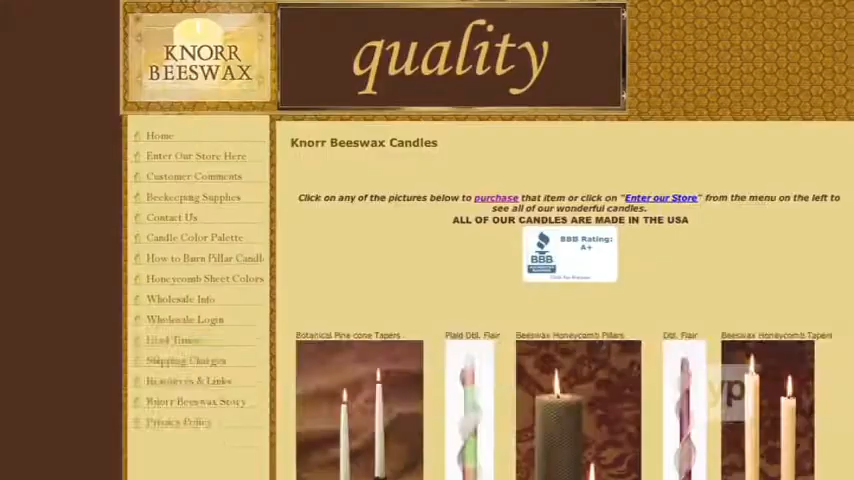 KNORR
BEESWAX
quality
Home
Enter Our Store Here
Customer Comments
Beekeeping Supplies
Contact Us
Candle Color Palette
How to Burn Pillar Candle
Honeycomb Sheet Colors
Wholesale Info
Wholesale Login
Lead Times
Shipping Charges
Resources & Links
Knorr Beeswax Story
Privacy Policy
Knorr Beeswax Candles
Click on any of the pictures below to purchase that item or click on "Enter our Store" from the menu on the left to
see all of our wonderful candles.
ALL OF OUR CANDLES ARE MADE IN THE USA
BBB
BBB Rating:
A+
Botanical Pine cone Tapers
Plaid Dbl. Flair
Beeswax Honeycomb Pillars
Dbl. Flair
Beeswax Honeycomb Tapers
yp